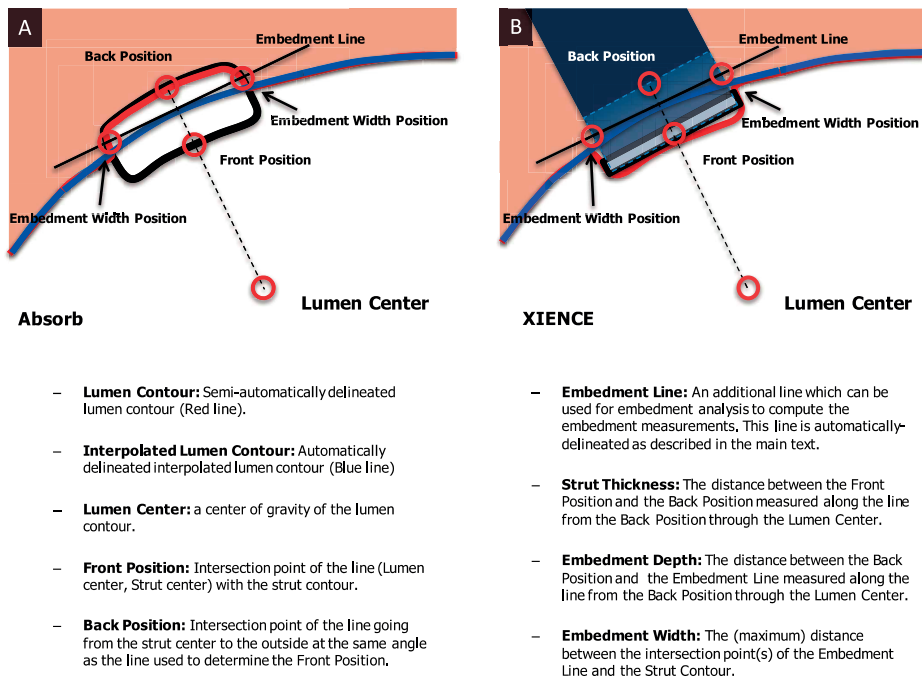 A
Embedment Line
Back Position
Embedment Width Position
Front Position
Embedment Width Position
Lumen Center
Absorb
B
Embedment Line
Back Position
Embedment Width Position
Front Position
Embedment Width Position
Lumen Center
XIENCE
– Lumen Contour: Semi-automatically delineated
lumen contour (Red line).
– Interpolated Lumen Contour: Automatically
delineated interpolated lumen contour (Blue line)
– Lumen Center: a center of gravity of the lumen
contour.
– Front Position: Intersection point of the line (Lumen
center, Strut center) with the strut contour.
– Back Position: Intersection point of the line going
from the strut center to the outside at the same angle
as the line used to determine the Front Position.
– Embedment Line: An additional line which can be
used for embedment analysis to compute the
embedment measurements. This line is automatically-
delineated as described in the main text.
– Strut Thickness: The distance between the Front
Position and the Back Position measured along the line
from the Back Position through the Lumen Center.
– Embedment Depth: The distance between the Back
Position and the Embedment Line measured along the
line from the Back Position through the Lumen Center.
– Embedment Width: The (maximum) distance
between the intersection point(s) of the Embedment
Line and the Strut Contour.